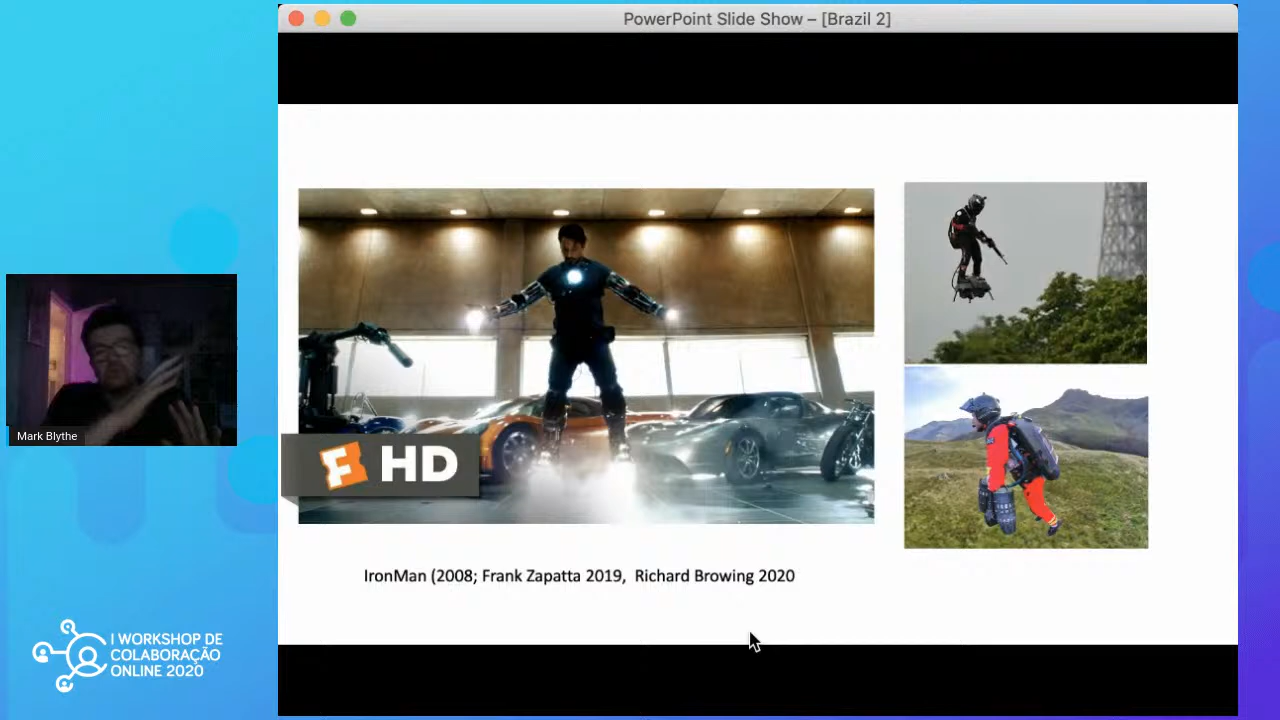 PowerPoint Slide Show – [Brazil 2]
HD
Mark Blythe
IronMan (2008; Frank Zapatta 2019, Richard Browing 2020
I WORKSHOP DE
COLABORAÇÃO
ONLINE 2020